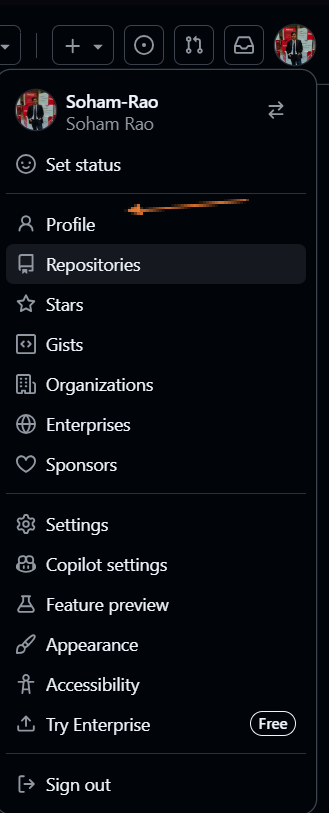 Soham-Rao
Soham Rao
Set status
Profile
Repositories
Stars
Gists
Organizations
Enterprises
Sponsors
Settings
Copilot settings
Feature preview
Appearance
Accessibility
Try Enterprise Free
Sign out